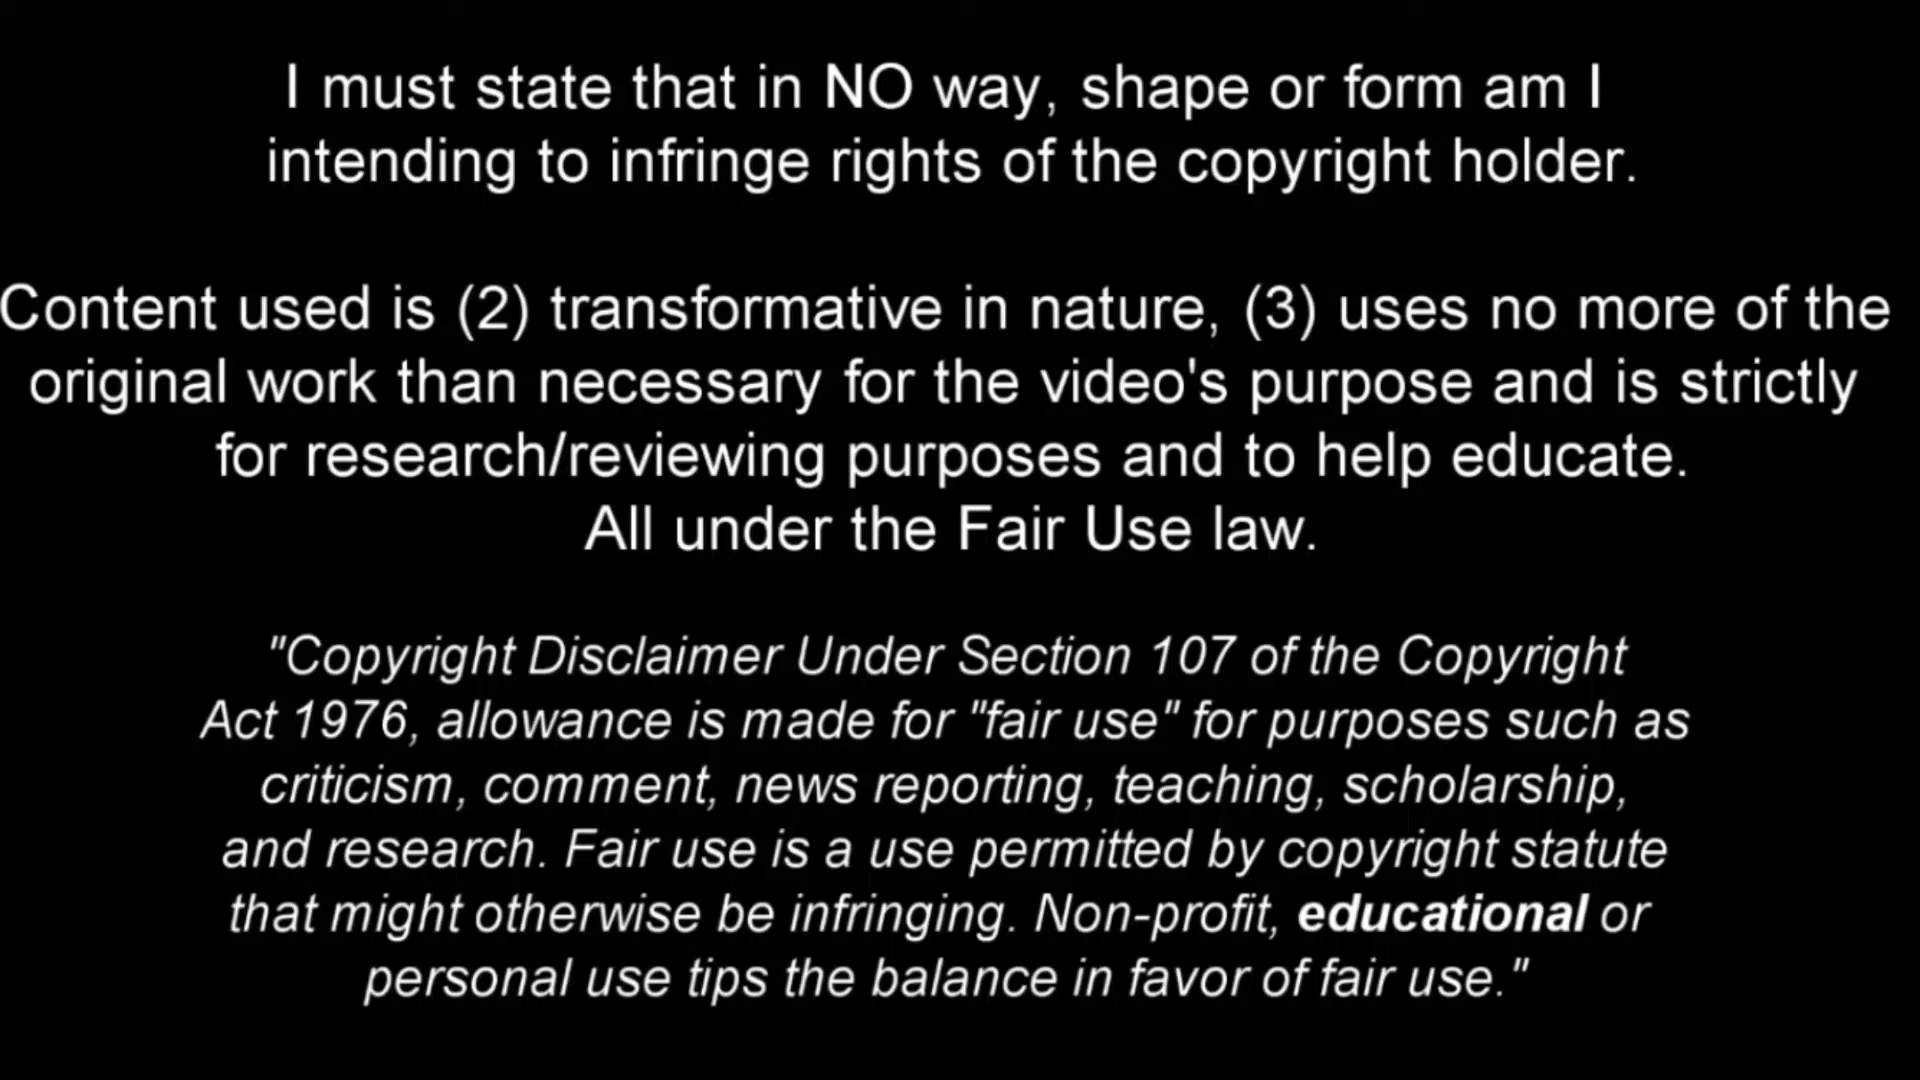 I must state that in NO way, shape or form am I
intending to infringe rights of the copyright holder.
Content used is (2) transformative in nature, (3) uses no more of the
original work than necessary for the video's purpose and is strictly
for research/reviewing purposes and to help educate.
All under the Fair Use law.
"Copyright Disclaimer Under Section 107 of the Copyright
Act 1976, allowance is made for "fair use" for purposes such as
criticism, comment, news reporting, teaching, scholarship,
and research. Fair use is a use permitted by copyright statute
that might otherwise be infringing. Non-profit, educational or
personal use tips the balance in favor of fair use."